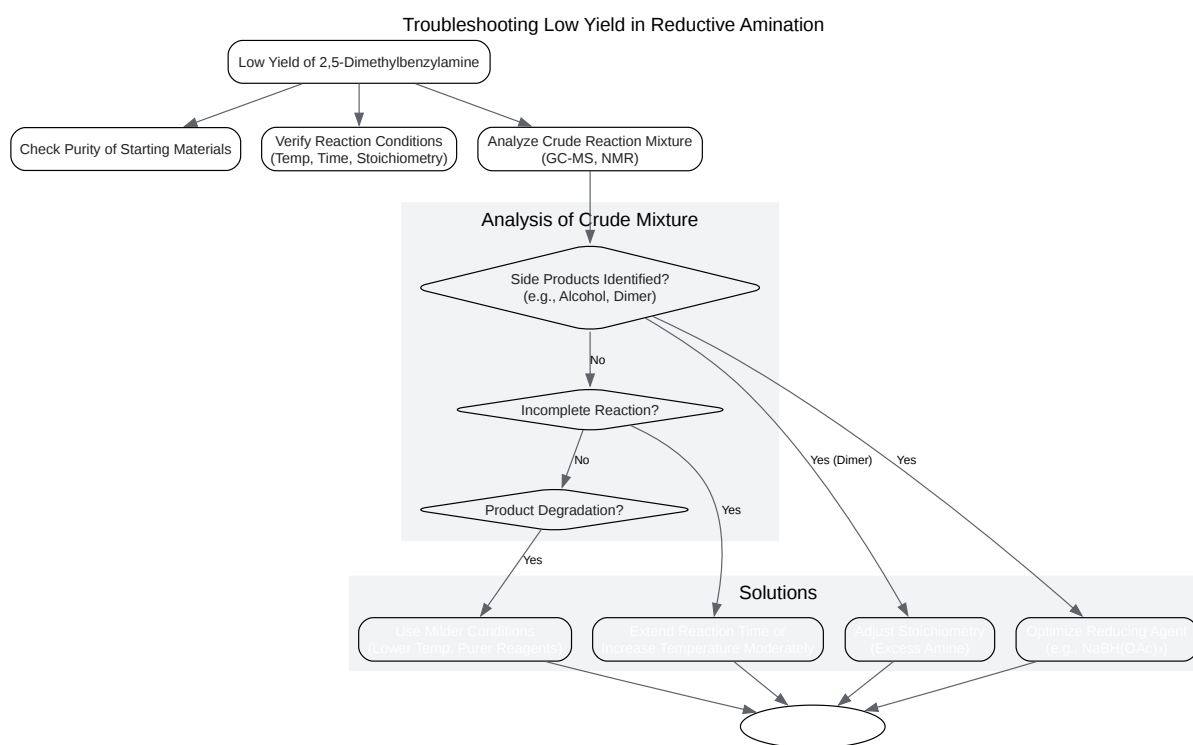 Troubleshooting Low Yield in Reductive Amination
Low Yield of 2,5-Dimethylbenzylamine
Check Purity of Starting Materials
Verify Reaction Conditions
(Temp, Time, Stoichiometry)
Analyze Crude Reaction Mixture
(GC-MS, NMR)
Analysis of Crude Mixture
Side Products Identified?
(e.g., Alcohol, Dimer)
No
Incomplete Reaction?
No
Yes (Dimer)
Yes
Product Degradation?
Yes
Yes
Solutions
Use Milder Conditions
(Lower Temp, Purer Reagents)
Extend Reaction Time or
Increase Temperature Moderately
Adjust Stoichiometry
(Excess Amine)
Optimize Reducing Agent
(e.g., NaBH(OAc)₃)